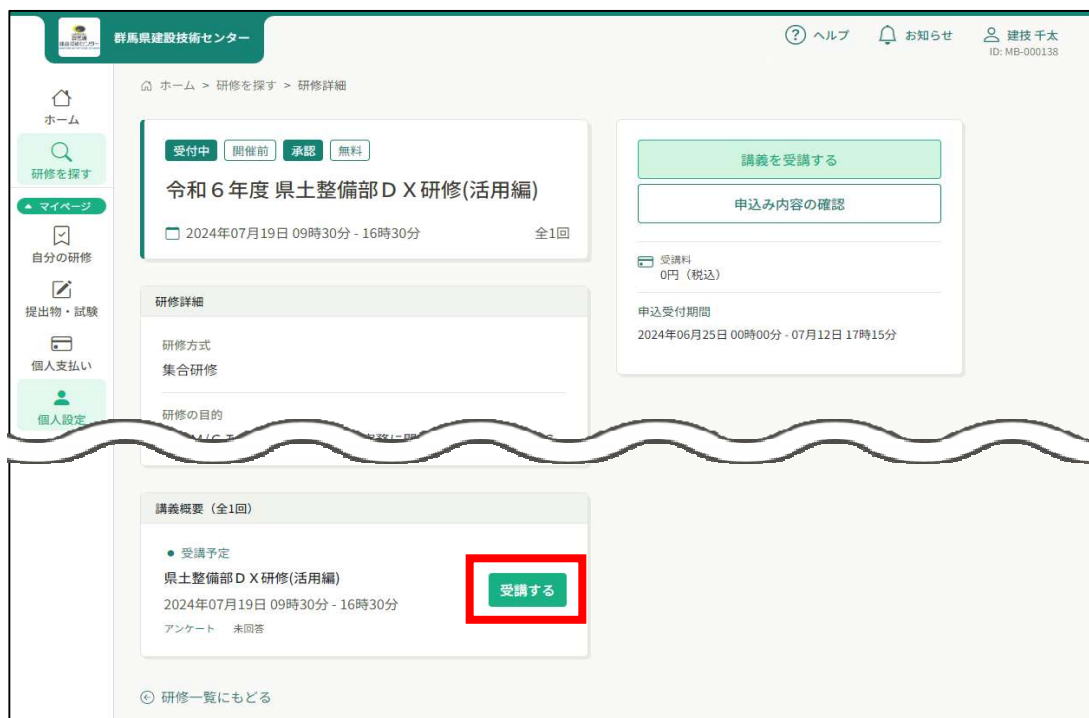 群馬県建設技術センター
ヘルプ
お知らせ
建技 千太
ID: MB-000138
ホーム > 研修を探す > 研修詳細
ホーム
研修を探す
マイページ
自分の研修
提出物・試験
個人支払い
個人設定
受付中 開催前 承認 無料
令和６年度 県土整備部ＤＸ研修(活用編)
2024年07月19日 09時30分 - 16時30分 全1回
講義を受講する
申込み内容の確認
受講料
0円（税込）
申込受付期間
2024年06月25日 00時00分 - 07月12日 17時15分
研修詳細
研修方式
集合研修
研修の目的
講義概要（全1回）
受講予定
県土整備部ＤＸ研修(活用編)
2024年07月19日 09時30分 - 16時30分
アンケート 未回答
受講する
研修一覧にもどる